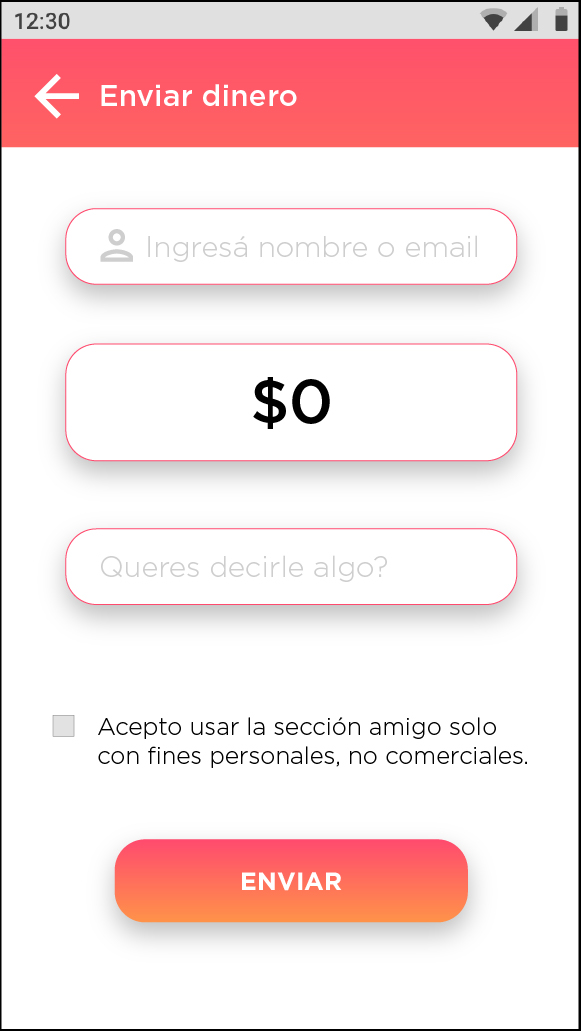 12:30
Enviar dinero
Ingresá nombre o email
$0
Queres decirle algo?
Acepto usar la sección amigo solo
con fines personales, no comerciales.
ENVIAR